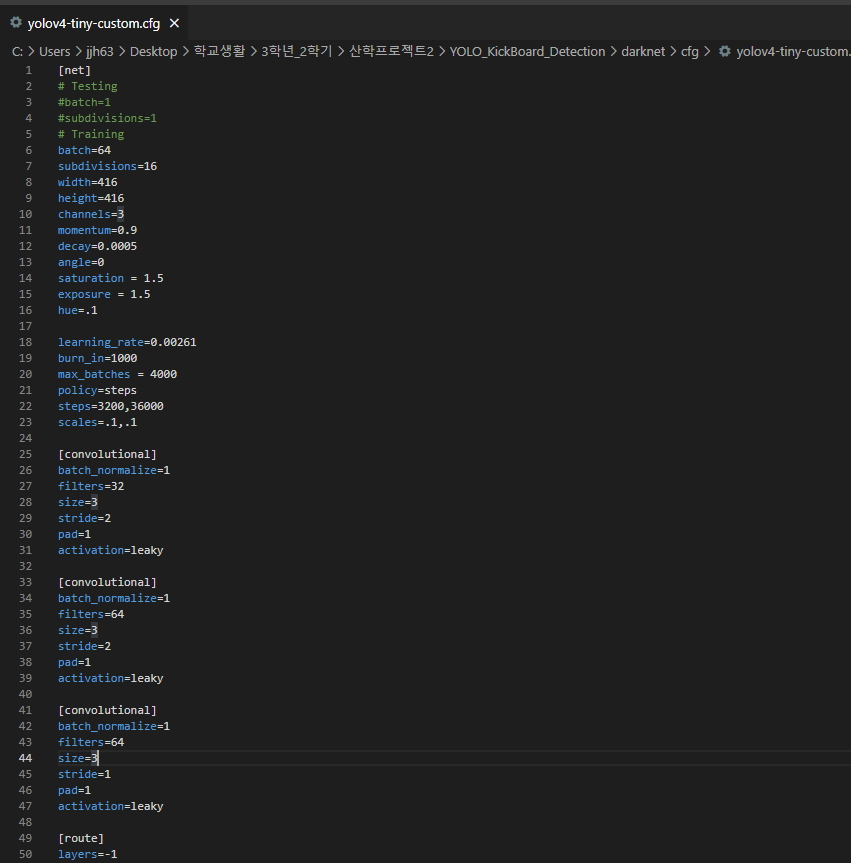 yolov4-tiny-custom.cfg ×
C: > Users > jjh63 > Desktop > 학교생활 > 3학년_2학기 > 산학프로젝트2 > YOLO_KickBoard_Detection > darknet > cfg > yolov4-tiny-custom.
1 [net]
2 # Testing
3 #batch=1
4 #subdivisions=1
5 # Training
6 batch=64
7 subdivisions=16
8 width=416
9 height=416
10 channels=3
11 momentum=0.9
12 decay=0.0005
13 angle=0
14 saturation = 1.5
15 exposure = 1.5
16 hue=.1
17
18 learning_rate=0.00261
19 burn_in=1000
20 max_batches = 4000
21 policy=steps
22 steps=3200,36000
23 scales=.1,.1
24
25 [convolutional]
26 batch_normalize=1
27 filters=32
28 size=3
29 stride=2
30 pad=1
31 activation=leaky
32
33 [convolutional]
34 batch_normalize=1
35 filters=64
36 size=3
37 stride=2
38 pad=1
39 activation=leaky
40
41 [convolutional]
42 batch_normalize=1
43 filters=64
44 size=3
45 stride=1
46 pad=1
47 activation=leaky
48
49 [route]
50 layers=-1